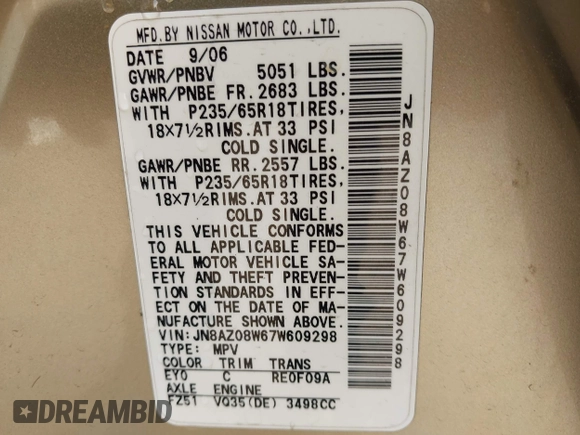 MFD.BY NISSAN MOTOR CO.,LTD.
DATE 9/06
GVWR/PNBV 5051 LBS.
GAWR/PNBE FR.2683 LBS.
WITH P235/65R18TIRES,
18X7½RIMS.AT 33 PSI
COLD SINGLE.
GAWR/PNBE RR.2557 LBS.
WITH P235/65R18TIRES,
18X7½RIMS.AT 33 PSI
COLD SINGLE.
THIS VEHICLE CONFORMS
TO ALL APPLICABLE FED-
ERAL MOTOR VEHICLE SA-
FETY AND THEFT PREVEN-
TION STANDARDS IN EFF-
ECT ON THE DATE OF MA-
NUFACTURE SHOWN ABOVE.
VIN:JN8AZ08W67W609298
TYPE: MPV
COLOR TRIM TRANS
EY0 C RE0F09A
AXLE ENGINE
FZ51 VQ35(DE) 3498CC
JN8AZ08W67W609298
DREAMBID